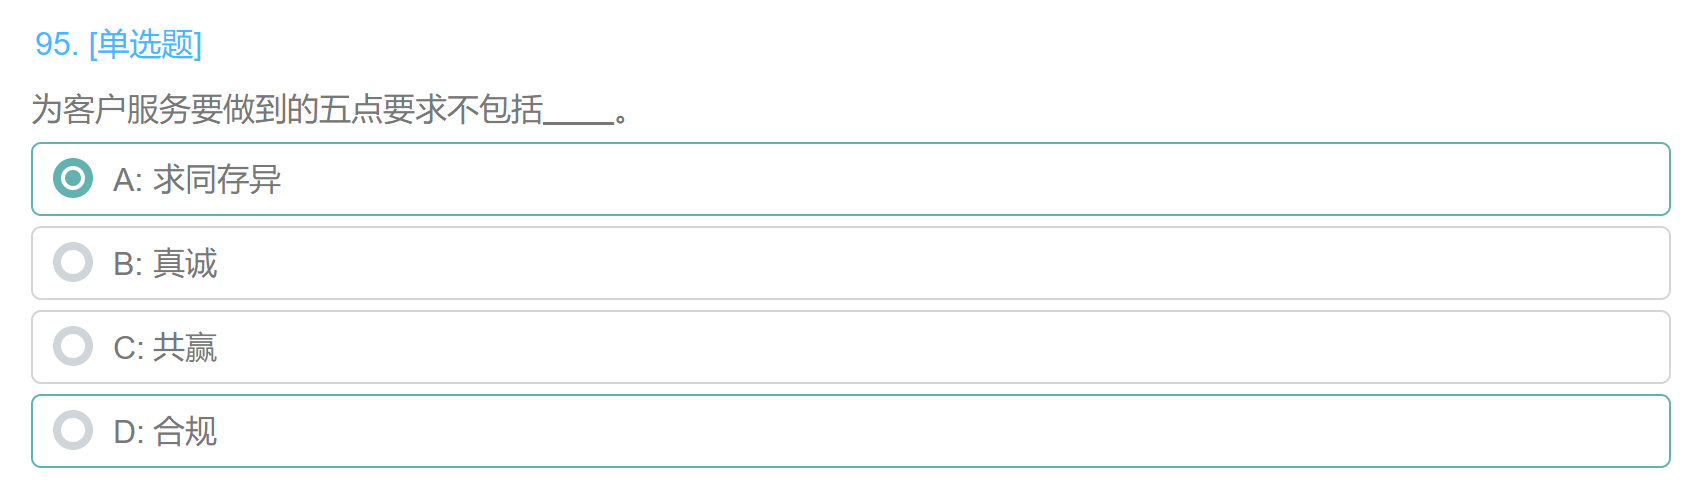 95. [单选题]
为客户服务要做到的五点要求不包括_____。
A: 求同存异
B: 真诚
C: 共赢
D: 合规